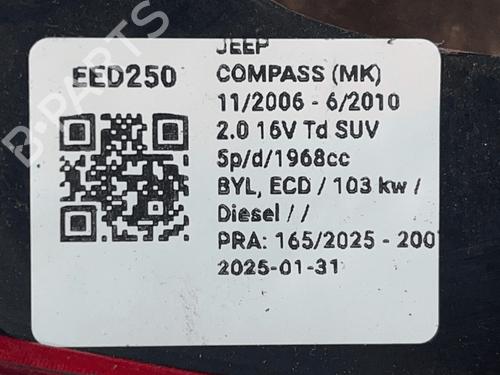 EED250
JEEP
COMPASS (MK)
11/2006 - 6/2010
2.0 16V Td SUV
5p/d/1968cc
BYL, ECD / 103 kw /
Diesel / /
PRA: 165/2025 - 200
2025-01-31
B-PARTS